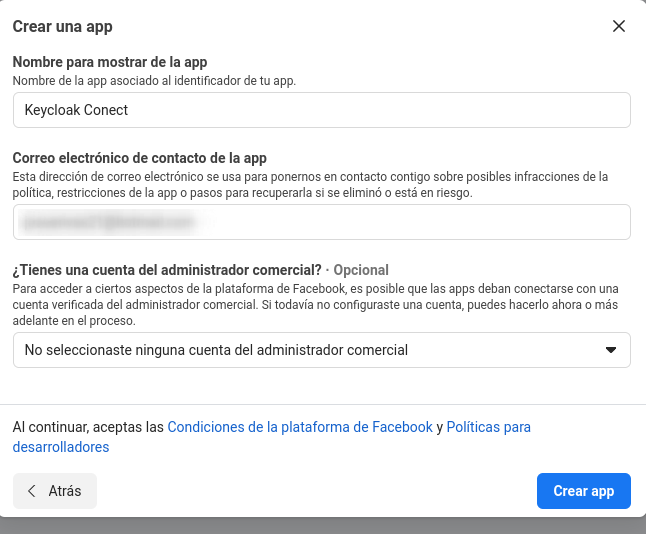 Crear una app
Nombre para mostrar de la app
Nombre de la app asociado al identificador de tu app.
Keycloak Conect
Correo electrónico de contacto de la app
Esta dirección de correo electrónico se usa para ponernos en contacto contigo sobre posibles infracciones de la
política, restricciones de la app o pasos para recuperarla si se eliminó o está en riesgo.
¿Tienes una cuenta del administrador comercial? · Opcional
Para acceder a ciertos aspectos de la plataforma de Facebook, es posible que las apps deban conectarse con una
cuenta verificada del administrador comercial. Si todavía no configuraste una cuenta, puedes hacerlo ahora o más
adelante en el proceso.
No seleccionaste ninguna cuenta del administrador comercial
Al continuar, aceptas las Condiciones de la plataforma de Facebook y Políticas para
desarrolladores
Atrás
Crear app